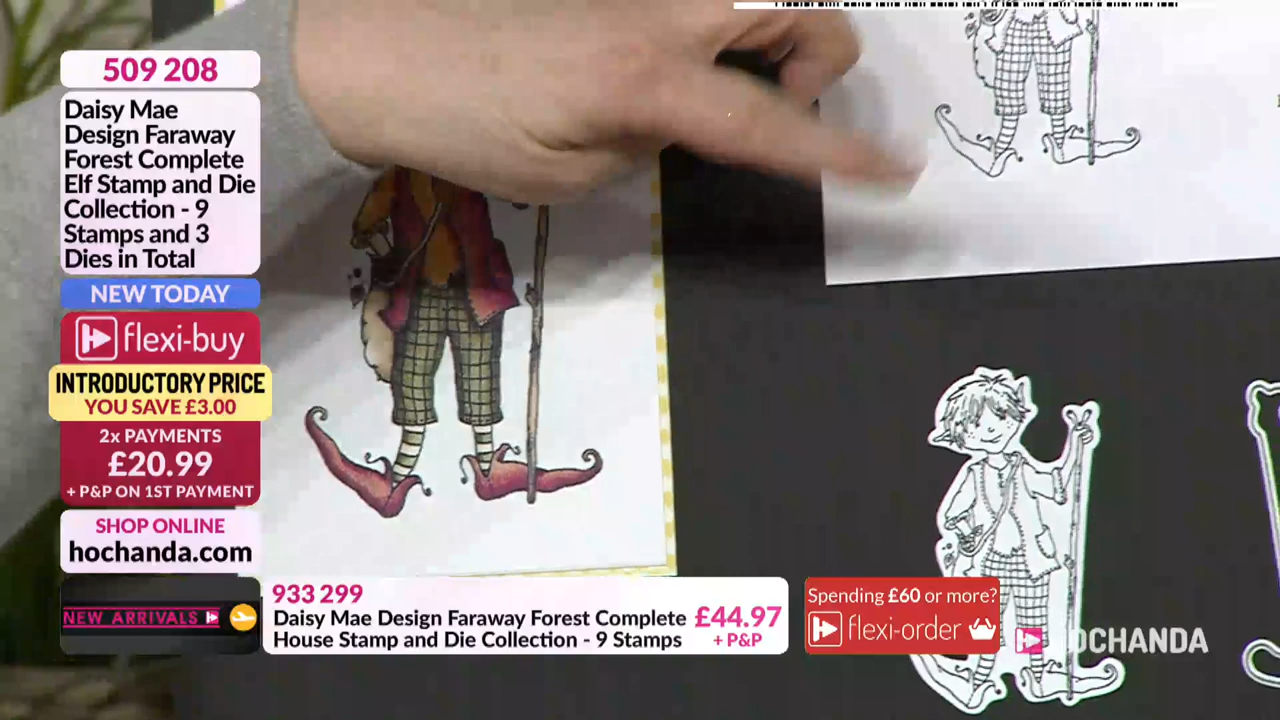 509 208
Daisy Mae
Design Faraway
Forest Complete
Elf Stamp and Die
Collection - 9
Stamps and 3
Dies in Total
NEW TODAY
flexi-buy
INTRODUCTORY PRICE
YOU SAVE £3.00
2x PAYMENTS
£20.99
+ P&P ON 1ST PAYMENT
SHOP ONLINE
hochanda.com
NEW ARRIVALS
933 299
Daisy Mae Design Faraway Forest Complete
House Stamp and Die Collection - 9 Stamps
£44.97
+ P&P
Spending £60 or more?
flexi-order
HOCHANDA